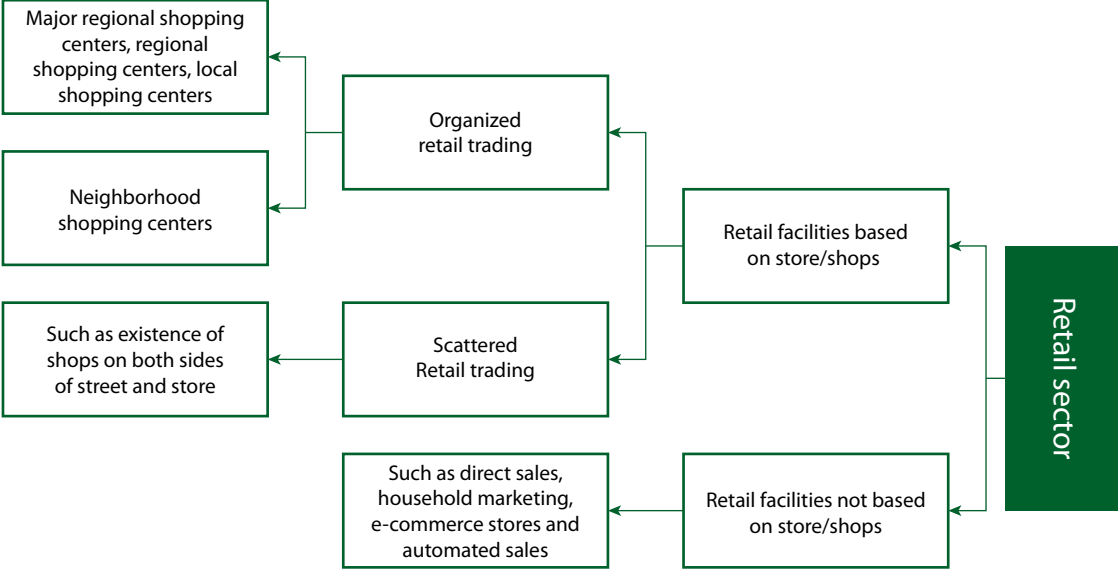 Major regional shopping
centers, regional
shopping centers, local
shopping centers
Organized
retail trading
Neighborhood
shopping centers
Retail facilities based
on store/shops
Retail sector
Such as existence of
shops on both sides
of street and store
Scattered
Retail trading
Such as direct sales,
household marketing,
e-commerce stores and
automated sales
Retail facilities not based
on store/shops